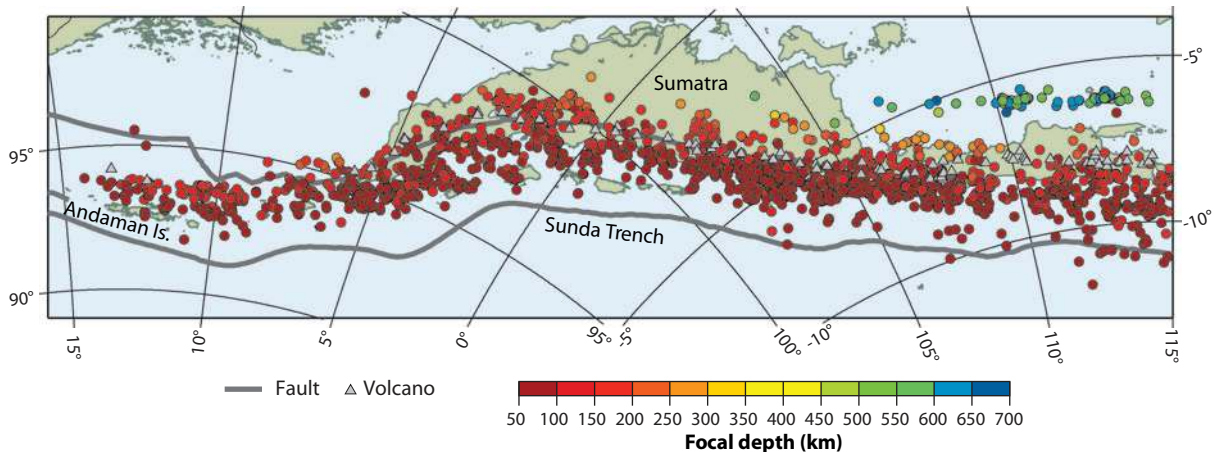 Sumatra
-5°
95°
Andaman Is.
Sunda Trench
-10°
90°
15°
10°
5°
0°
95°
-5°
100°
-10°
105°
110°
115°
Fault
Volcano
50 100 150 200 250 300 350 400 450 500 550 600 650 700
Focal depth (km)